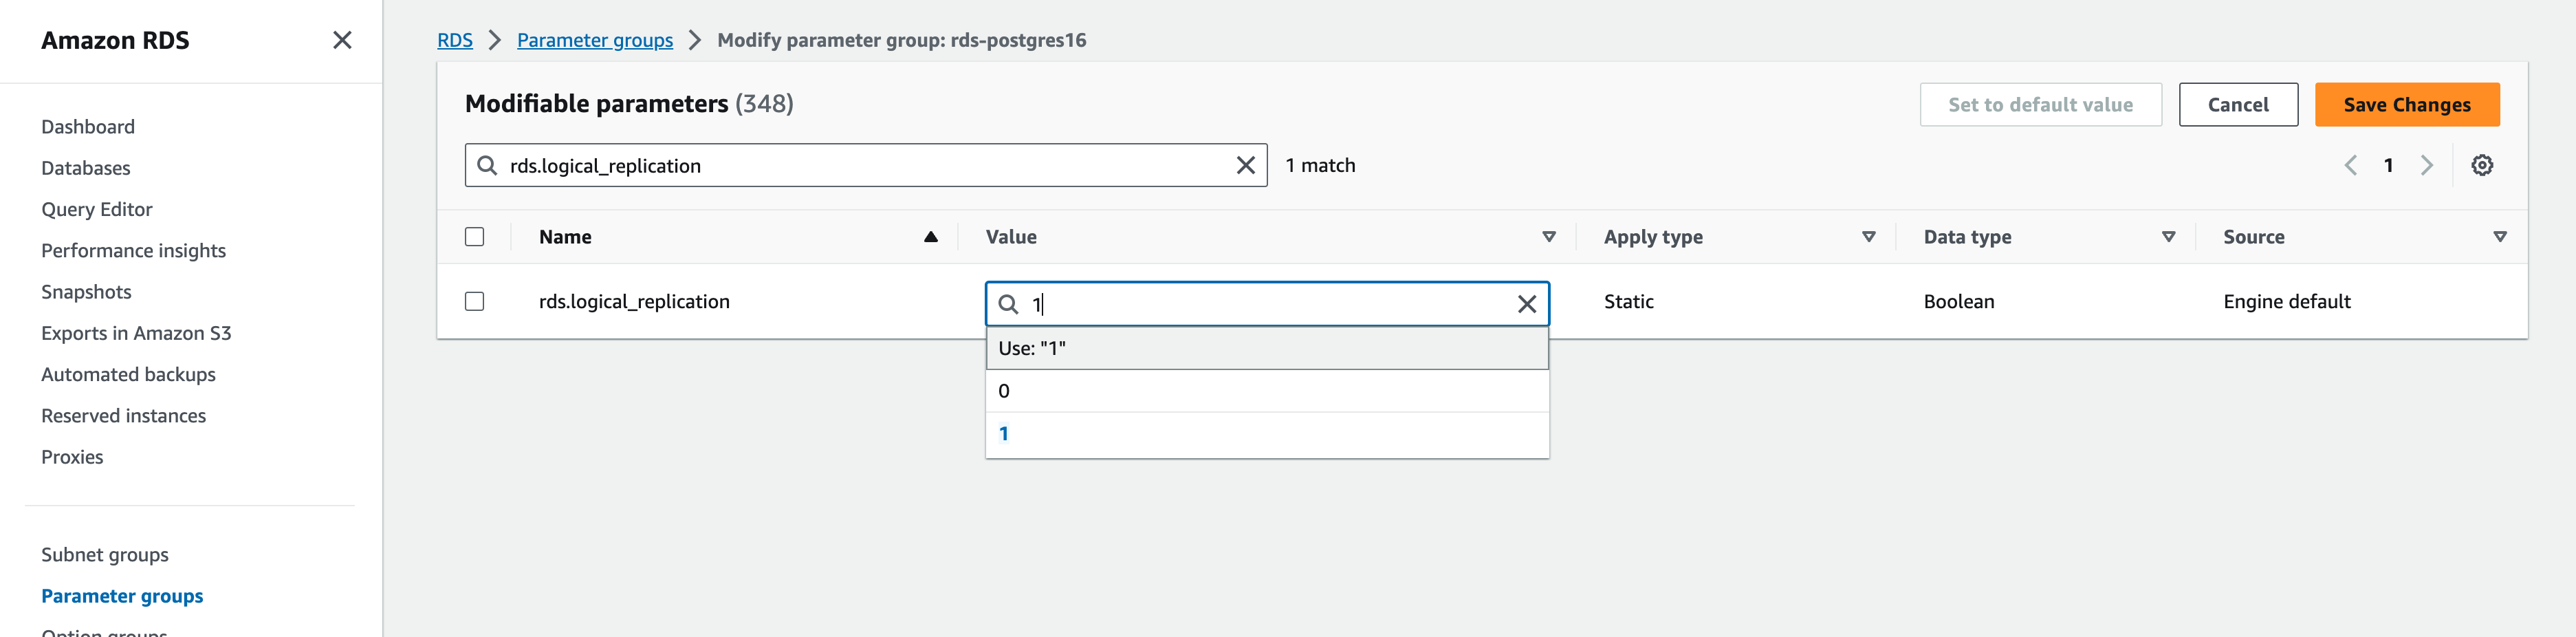 Amazon RDS
Dashboard
Databases
Query Editor
Performance insights
Snapshots
Exports in Amazon S3
Automated backups
Reserved instances
Proxies
Subnet groups
Parameter groups
Option groups
RDS > Parameter groups > Modify parameter group: rds-postgres16
Modifiable parameters (348)
Set to default value
Cancel
Save Changes
rds.logical_replication
1 match
1
Name Value Apply type Data type Source
rds.logical_replication 1 Static Boolean Engine default
Use: "1"
0
1